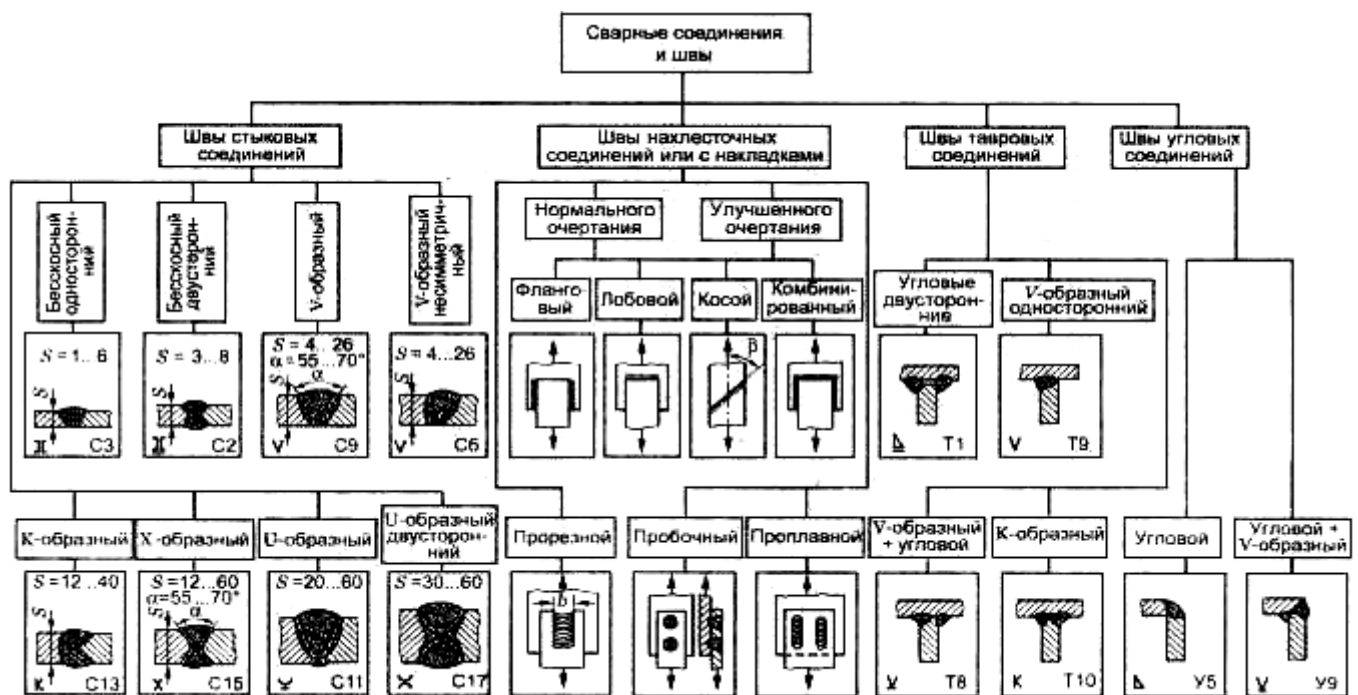 Сварные соединения
и швы
Швы стыковых
соединений
Швы нахлесточных
соединений или с накладками
Швы тавровых
соединений
Швы угловых
соединений
Бесскосный
односторон-
ний
Бесскосный
двусторон-
ний
V-образный
V-образный
несимметрич-
ный
Нормального
очертания
Улучшенного
очертания
Фланго-
вый
Лобовой
Косой
Комбини-
рованный
Угловые
двусторон-
ние
V-образный
односторонний
S = 1.. 6
S
C3
S = 3...8
S
C2
S = 4.. 26
α=55...70°
α
S
V
C9
S = 4...26
S
V
C6
β
T1
V
T9
K-образный
X-образный
U-образный
U-образный
двусторон-
ний
Прорезной
Пробочный
Проплавной
V-образный
+ угловой
K-образный
Угловой
Угловой +
V-образный
S =12 ..40
S
K
C13
S=12...60
α=55...70°
α
S
X
C15
S =20...60
C11
S =30...60
C17
b
T8
K
T10
У5
У9